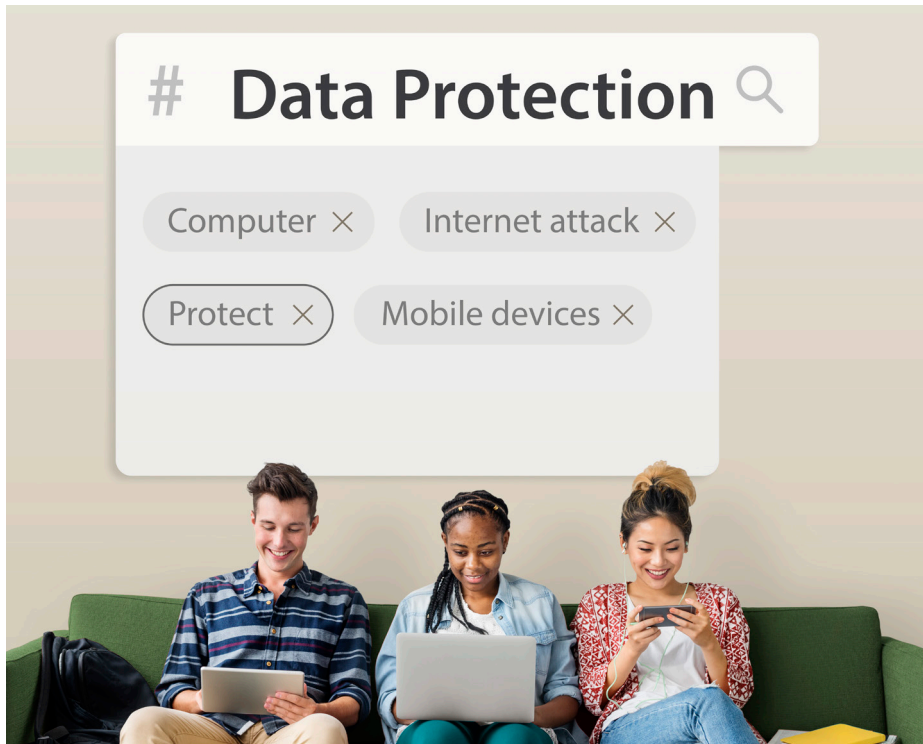 # Data Protection
Computer × Internet attack ×
Protect × Mobile devices ×